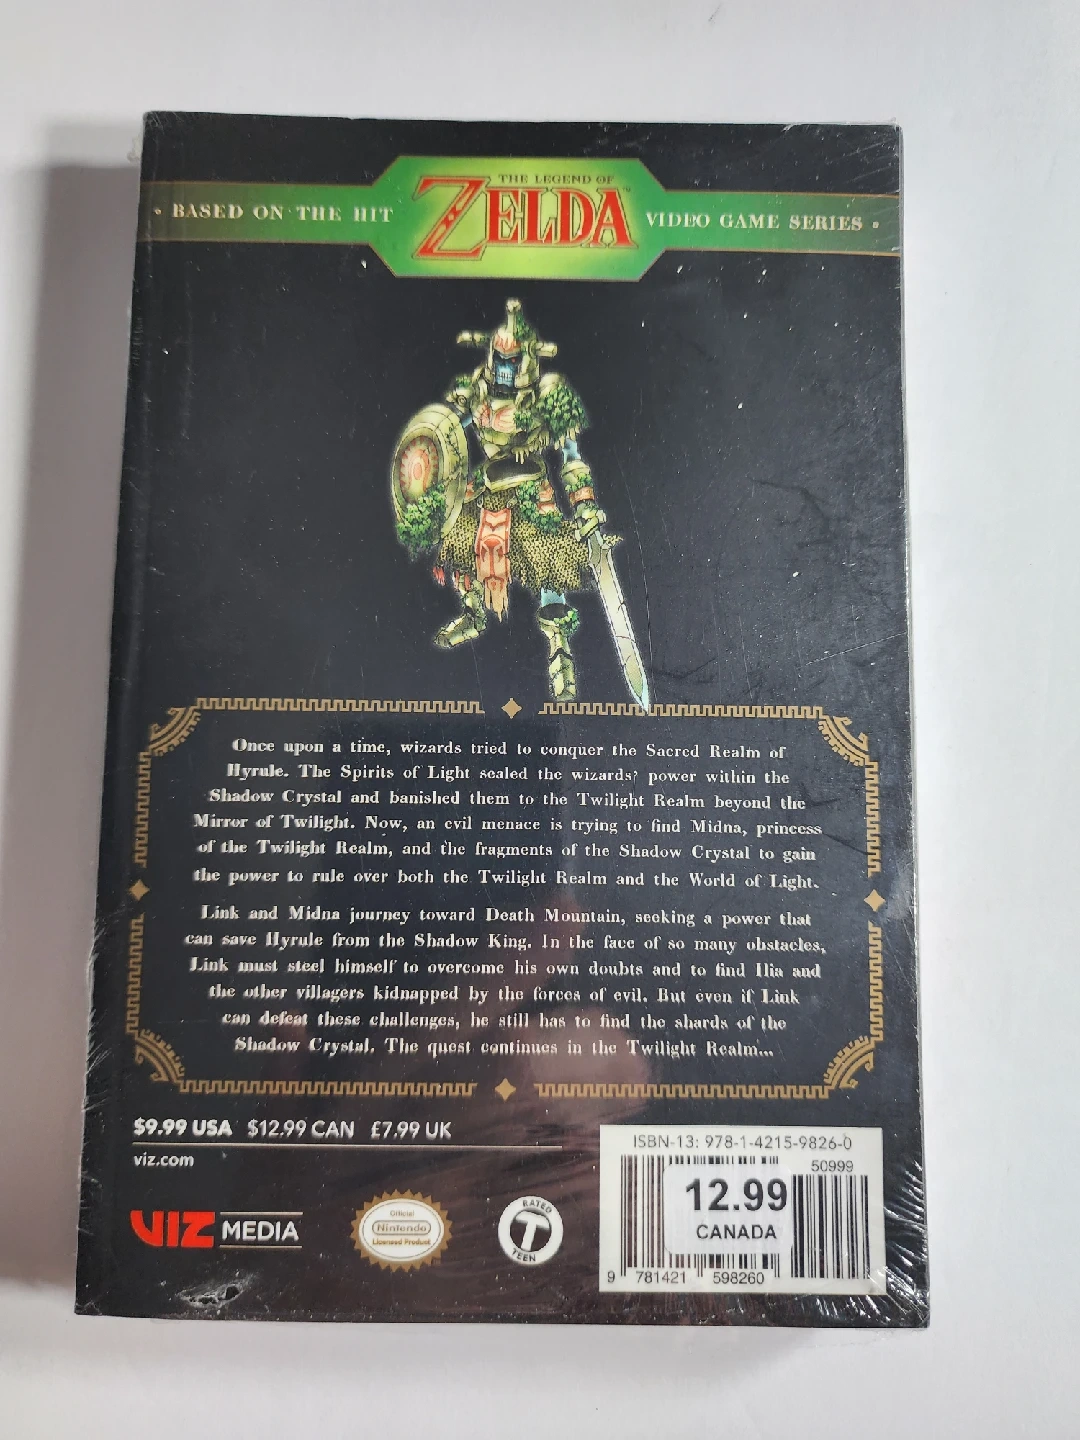 • BASED ON THE HIT THE LEGEND OF ZELDA™ VIDEO GAME SERIES •
Once upon a time, wizards tried to conquer the Sacred Realm of
Hyrule. The Spirits of Light sealed the wizards' power within the
Shadow Crystal and banished them to the Twilight Realm beyond the
Mirror of Twilight. Now, an evil menace is trying to find Midna, princess
of the Twilight Realm, and the fragments of the Shadow Crystal to gain
the power to rule over both the Twilight Realm and the World of Light.
Link and Midna journey toward Death Mountain, seeking a power that
can save Hyrule from the Shadow King. In the face of so many obstacles,
Link must steel himself to overcome his own doubts and to find Ilia and
the other villagers kidnapped by the forces of evil. But even if Link
can defeat these challenges, he still has to find the shards of the
Shadow Crystal. The quest continues in the Twilight Realm...
$9.99 USA $12.99 CAN £7.99 UK
viz.com
VIZ MEDIA
Official
Nintendo
Licensed Product
RATED
T
TEEN
ISBN-13: 978-1-4215-9826-0
50999
12.99
CANADA
9 781421 598260